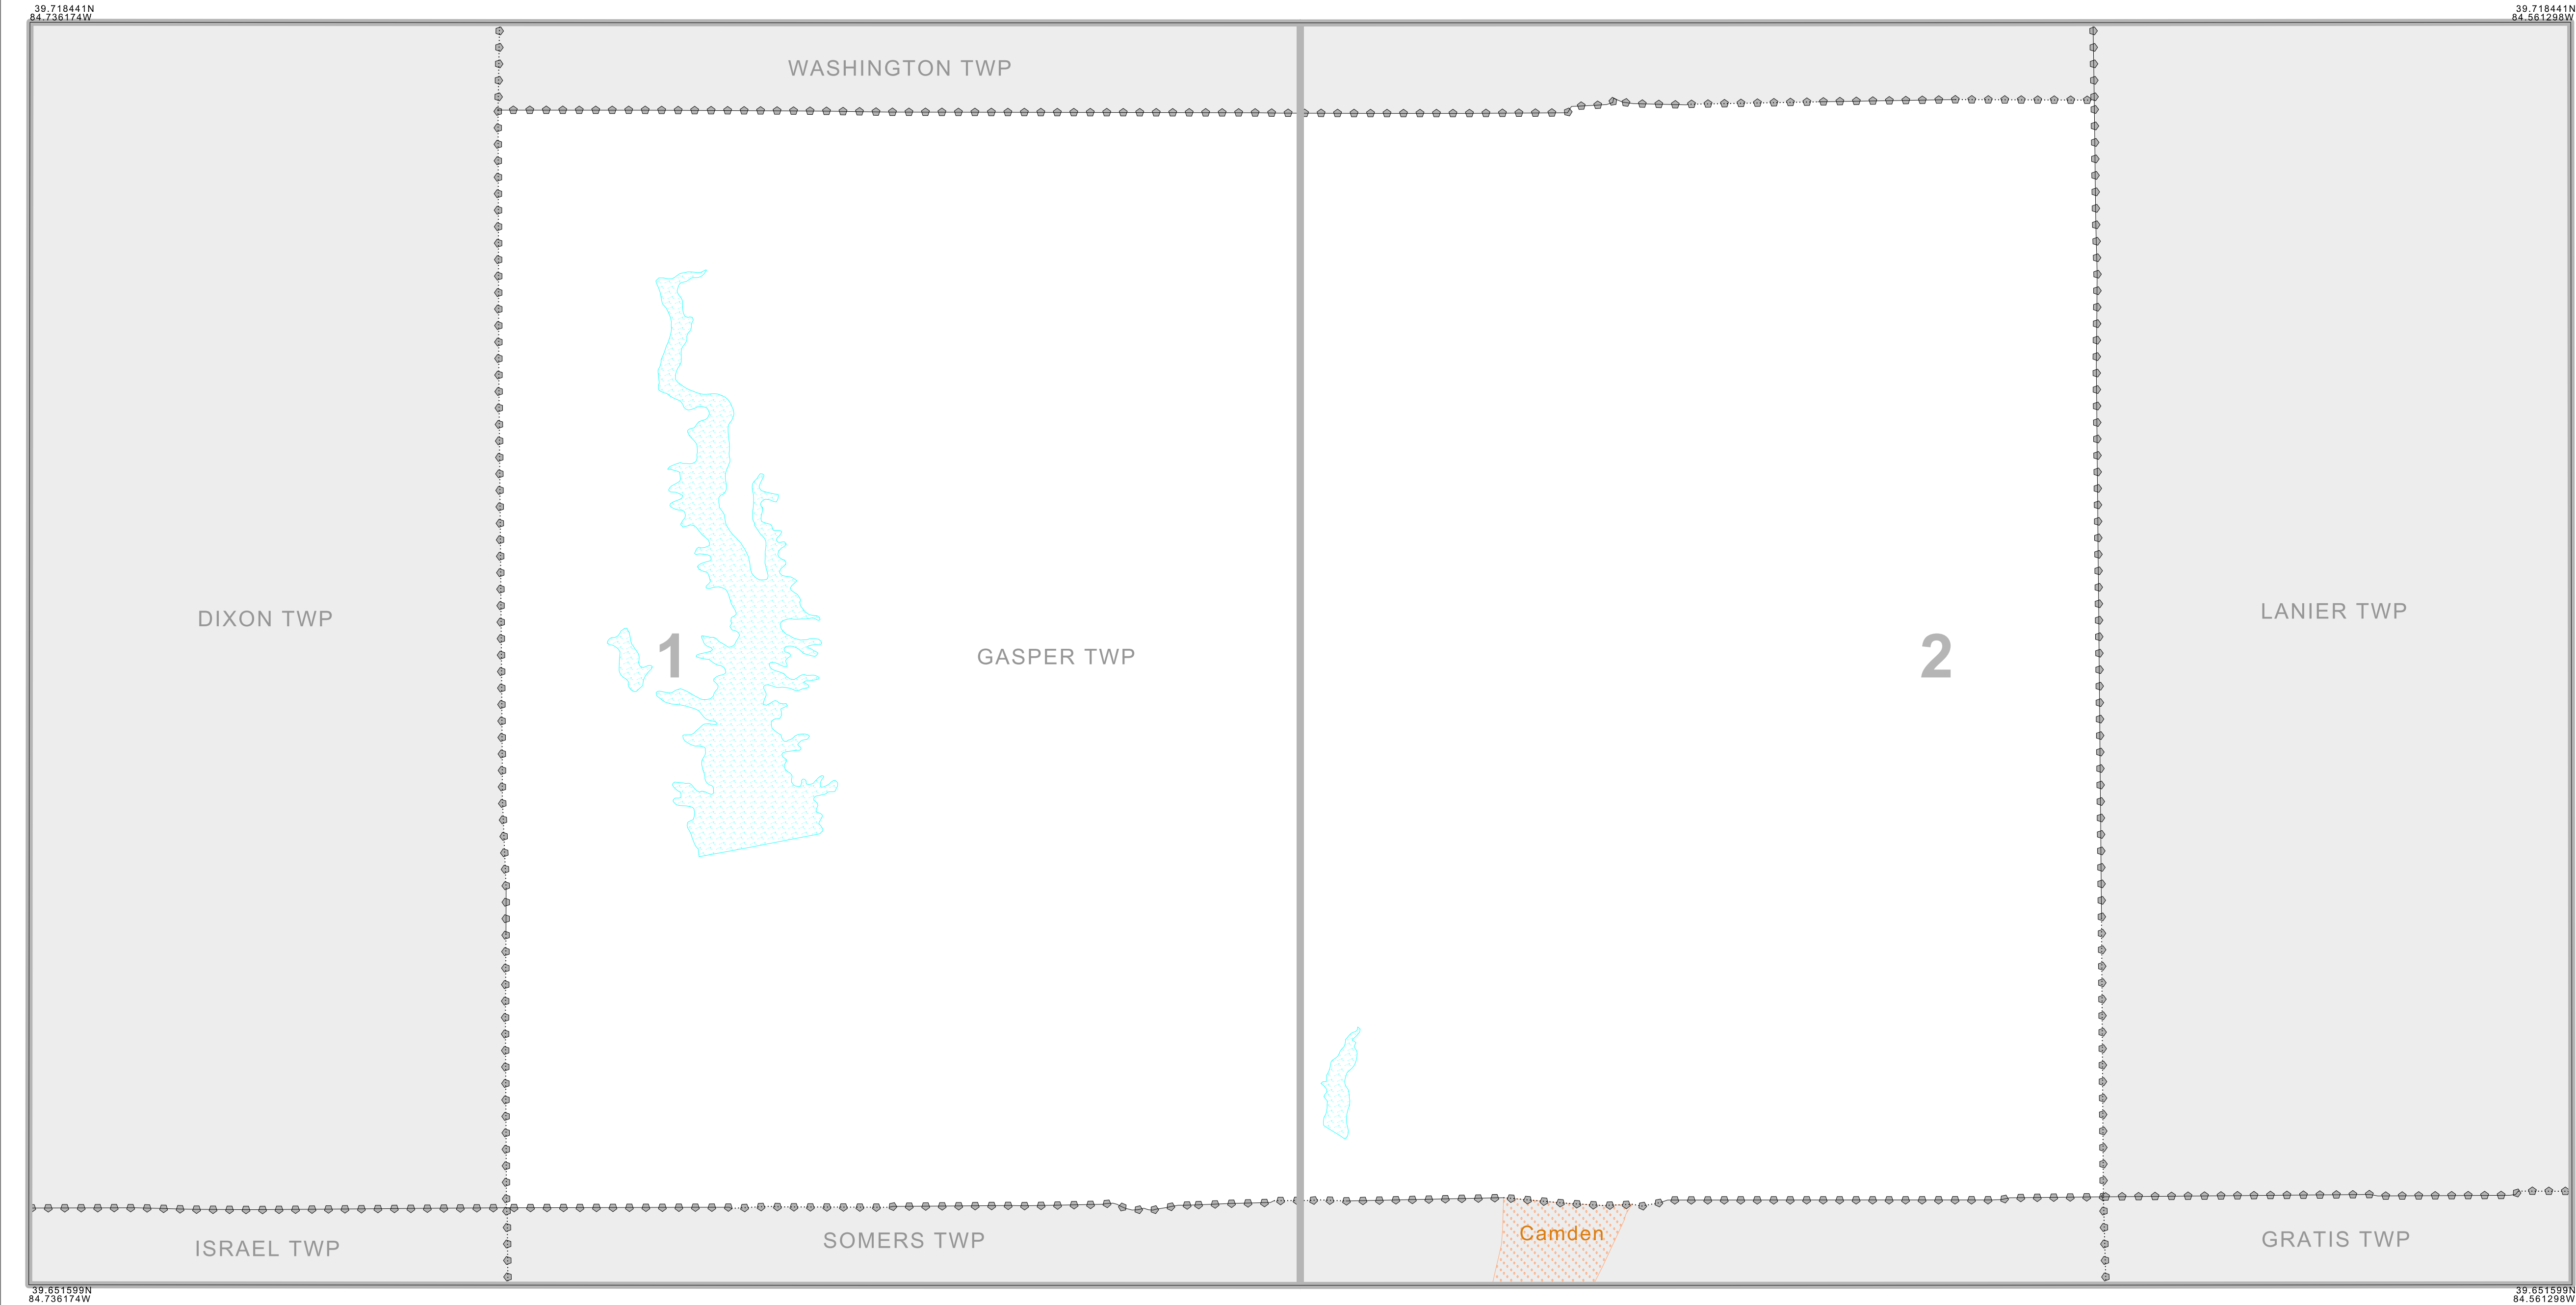 39.718441N
84.736174W
39.718441N
84.561298W
WASHINGTON TWP
DIXON TWP
LANIER TWP
1
GASPER TWP
2
Camden
ISRAEL TWP
SOMERS TWP
GRATIS TWP
39.651599N
84.736174W
39.651599N
84.561298W